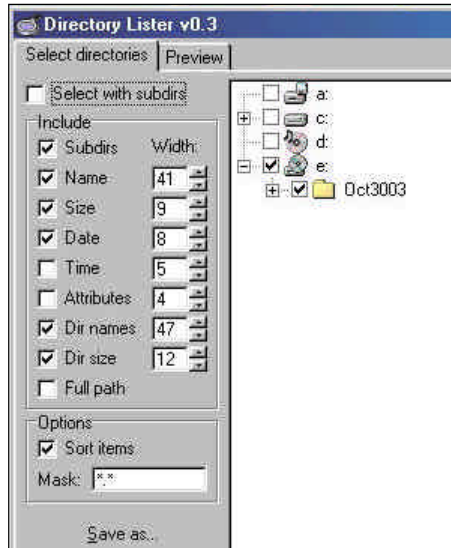 Directory Lister v0.3
Select directories Preview
Select with subdirs
Include
Subdirs Width:
Name 41
Size 9
Date 8
Time 5
Attributes 4
Dir names 47
Dir size 12
Full path
Options
Sort items
Mask: *.*
Save as...
a:
c:
d:
e:
Oct3003